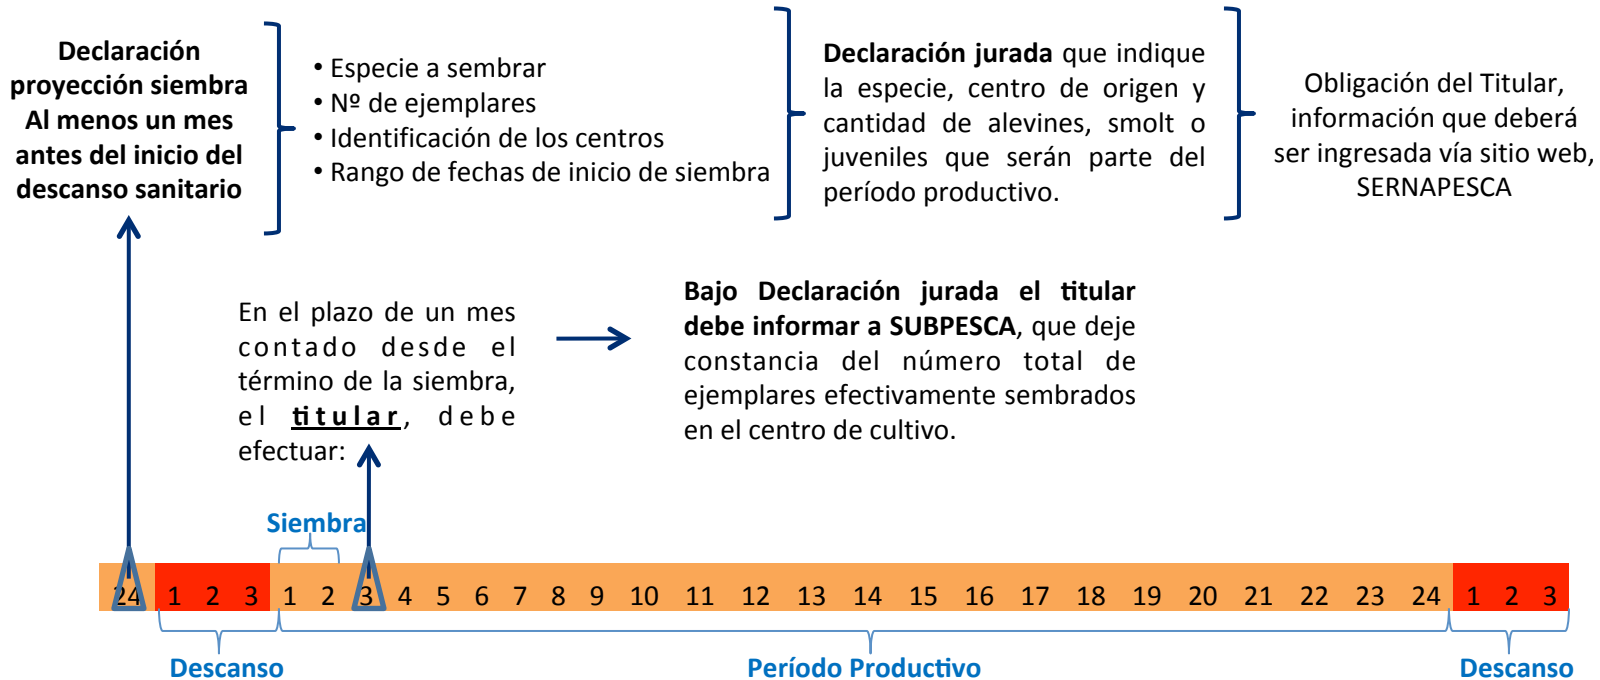 Declaración
proyección siembra
Al menos un mes
antes del inicio del
descanso sanitario
• Especie a sembrar
• Nº de ejemplares
• Identificación de los centros
• Rango de fechas de inicio de siembra
Declaración jurada que indique
la especie, centro de origen y
cantidad de alevines, smolt o
juveniles que serán parte del
período productivo.
Obligación del Titular,
información que deberá
ser ingresada vía sitio web,
SERNAPESCA
En el plazo de un mes
contado desde el
término de la siembra,
el titular, debe
efectuar:
Bajo Declaración jurada el titular
debe informar a SUBPESCA, que deje
constancia del número total de
ejemplares efectivamente sembrados
en el centro de cultivo.
Siembra
24 1 2 3 1 2 3 4 5 6 7 8 9 10 11 12 13 14 15 16 17 18 19 20 21 22 23 24 1 2 3
Descanso Período Productivo Descanso